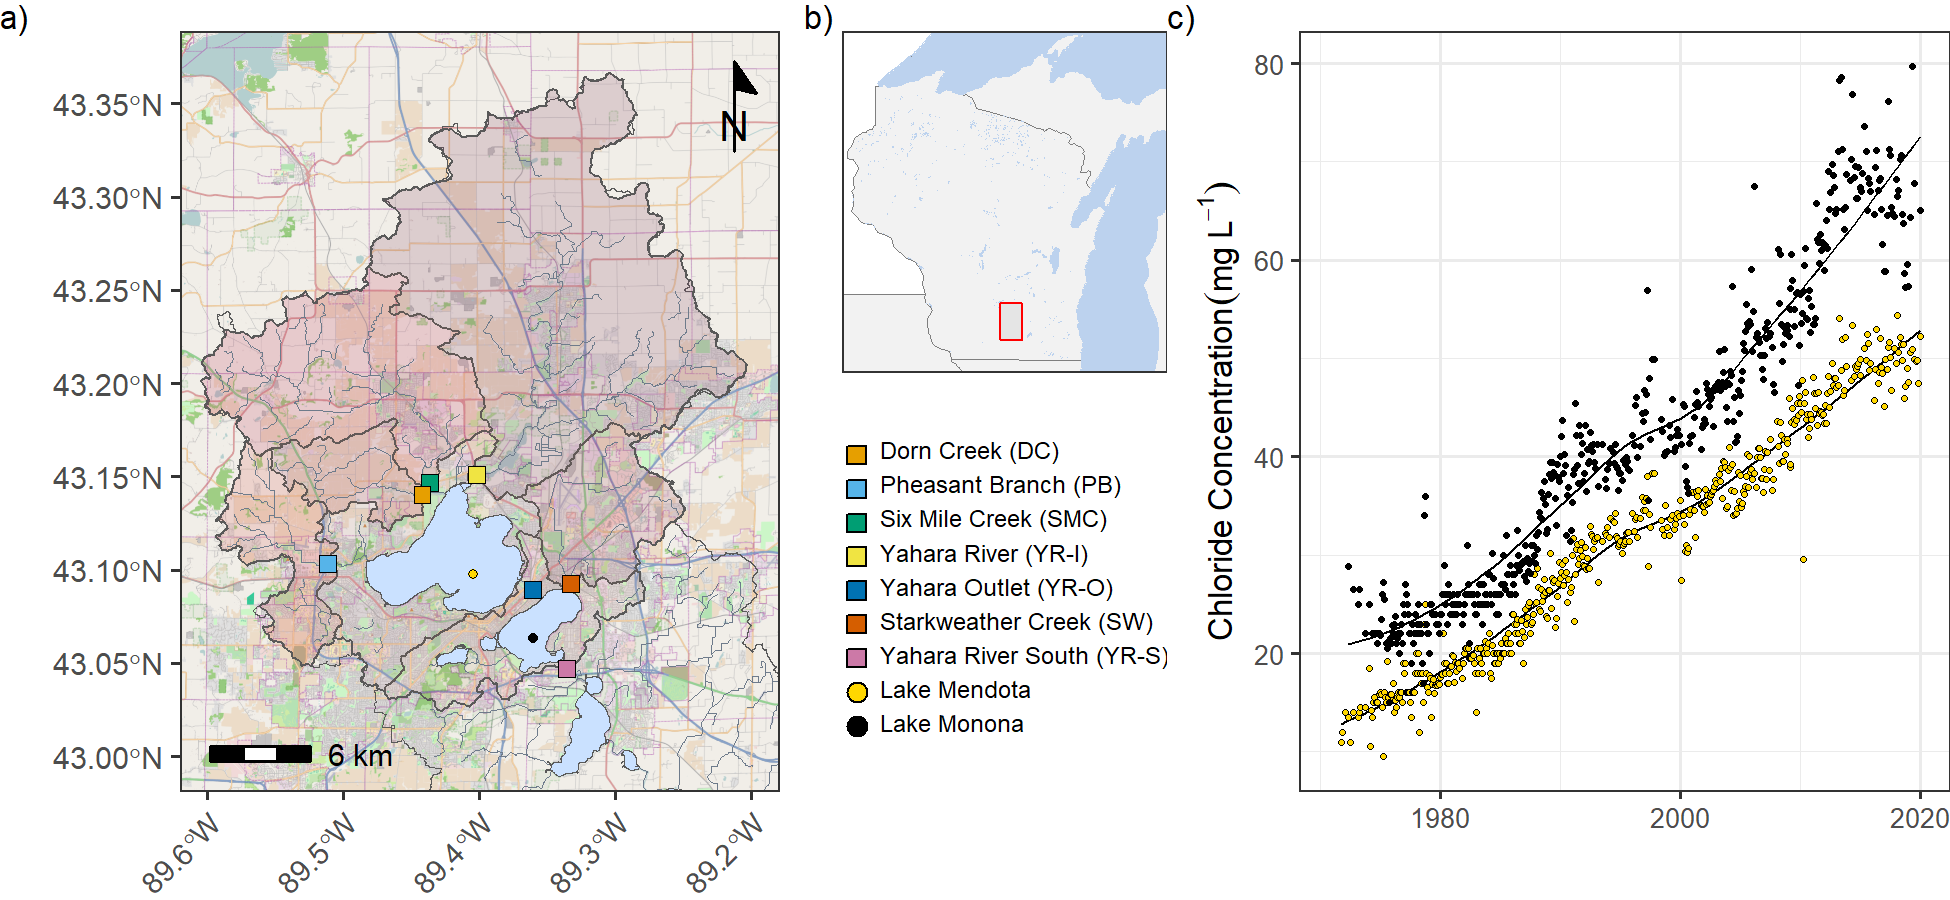 a)
43.35°N
43.30°N
43.25°N
43.20°N
43.15°N
43.10°N
43.05°N
43.00°N
N
6 km
89.6°W
89.5°W
89.4°W
89.3°W
89.2°W
b)
Dorn Creek (DC)
Pheasant Branch (PB)
Six Mile Creek (SMC)
Yahara River (YR-I)
Yahara Outlet (YR-O)
Starkweather Creek (SW)
Yahara River South (YR-S)
Lake Mendota
Lake Monona
c)
Chloride Concentration (mg L⁻¹)
80
60
40
20
1980
2000
2020